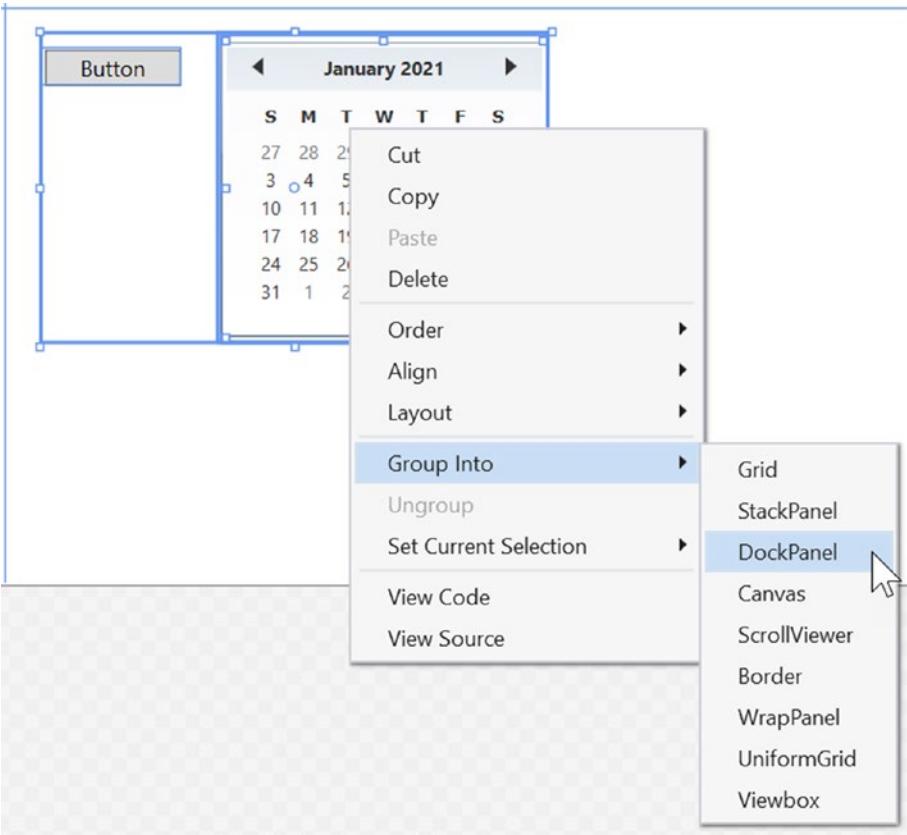 Button
January 2021
S M T W T F S
27 28
3 4 5
10 11
17 18
24 25
31 1 2
Cut
Copy
Paste
Delete
Order
Align
Layout
Group Into
Ungroup
Set Current Selection
View Code
View Source
Grid
StackPanel
DockPanel
Canvas
ScrollViewer
Border
WrapPanel
UniformGrid
Viewbox